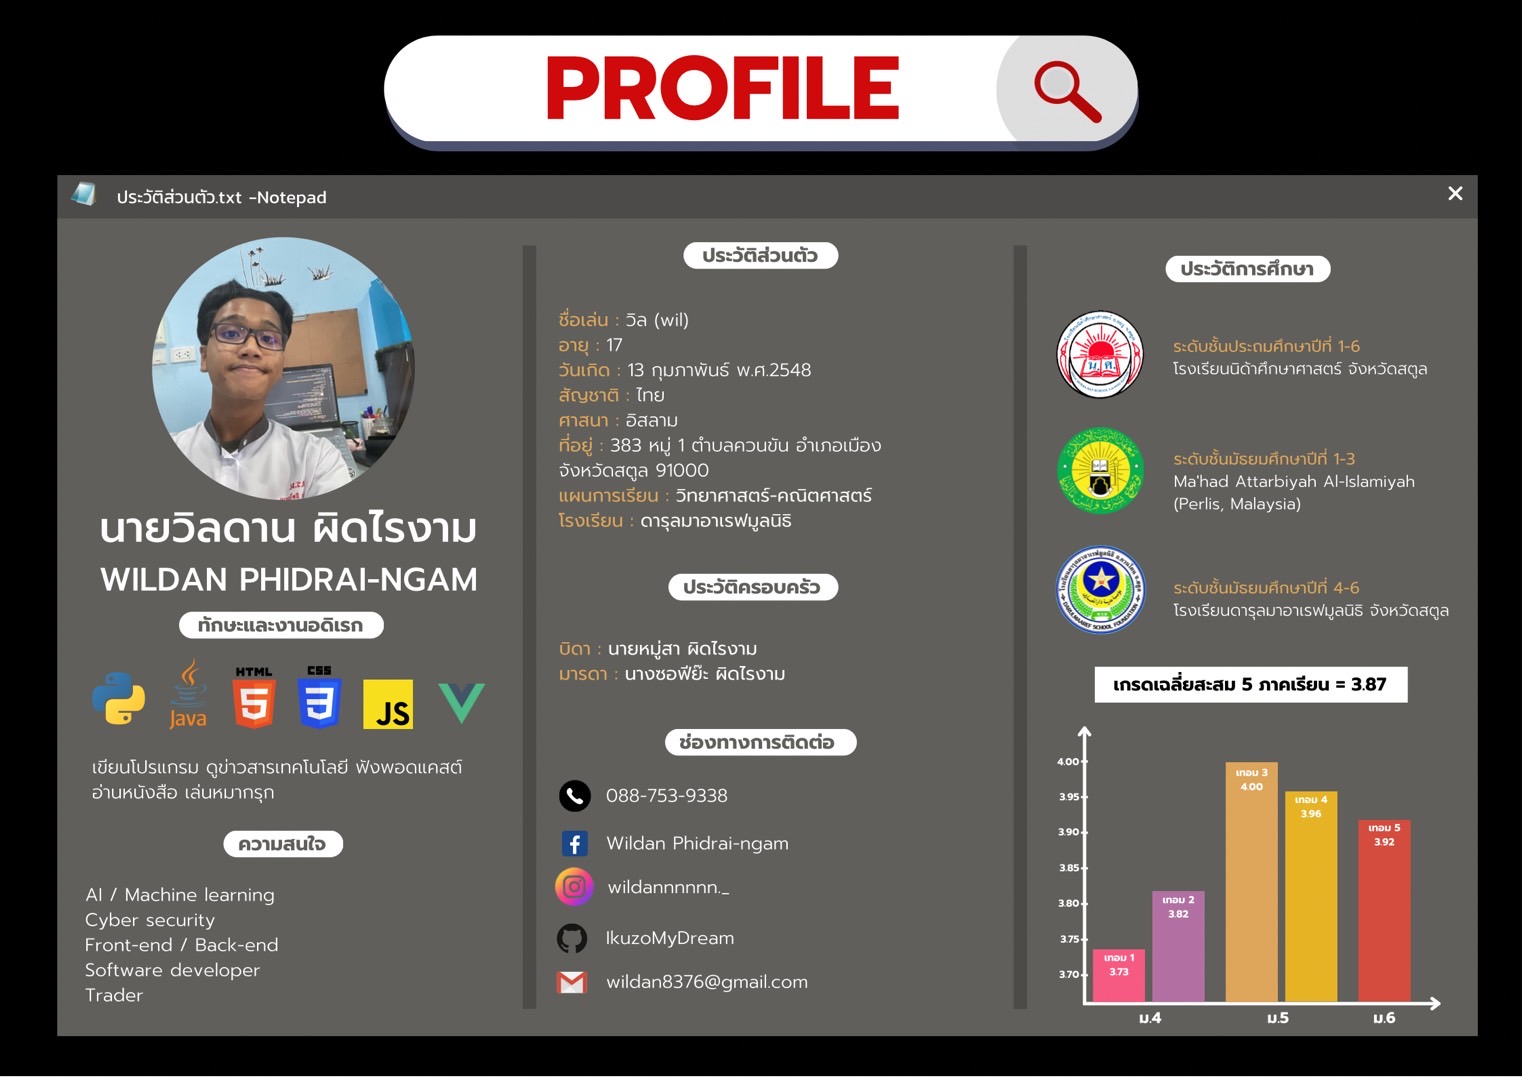 PROFILE
ประวัติส่วนตัว.txt -Notepad
นายวิลดาน ผิดไรงาม
WILDAN PHIDRAI-NGAM
ทักษะและงานอดิเรก
Java
HTML
5
CSS
3
JS
เขียนโปรแกรม ดูข่าวสารเทคโนโลยี ฟังพอดแคสต์
อ่านหนังสือ เล่นหมากรุก
ความสนใจ
AI / Machine learning
Cyber security
Front-end / Back-end
Software developer
Trader
ประวัติส่วนตัว
ชื่อเล่น : วิล (wil)
อายุ : 17
วันเกิด : 13 กุมภาพันธ์ พ.ศ.2548
สัญชาติ : ไทย
ศาสนา : อิสลาม
ที่อยู่ : 383 หมู่ 1 ตำบลควนขัน อำเภอเมือง
จังหวัดสตูล 91000
แผนการเรียน : วิทยาศาสตร์-คณิตศาสตร์
โรงเรียน : ดารุลมาอาเรฟมูลนิธิ
ประวัติครอบครัว
บิดา : นายหมู่สา ผิดไรงาม
มารดา : นางซอฟีย๊ะ ผิดไรงาม
ช่องทางการติดต่อ
088-753-9338
Wildan Phidrai-ngam
wildannnnnn._
IkuzoMyDream
wildan8376@gmail.com
ประวัติการศึกษา
ระดับชั้นประถมศึกษาปีที่ 1-6
โรงเรียนนิด้าศึกษาศาสตร์ จังหวัดสตูล
ระดับชั้นมัธยมศึกษาปีที่ 1-3
Ma'had Attarbiyah Al-Islamiyah
(Perlis, Malaysia)
ระดับชั้นมัธยมศึกษาปีที่ 4-6
โรงเรียนดารุลมาอาเรฟมูลนิธิ จังหวัดสตูล
เกรดเฉลี่ยสะสม 5 ภาคเรียน = 3.87
4.00
3.95
3.90
3.85
3.80
3.75
3.70
เทอม 1
3.73
เทอม 2
3.82
เทอม 3
4.00
เทอม 4
3.96
เทอม 5
3.92
ม.4
ม.5
ม.6